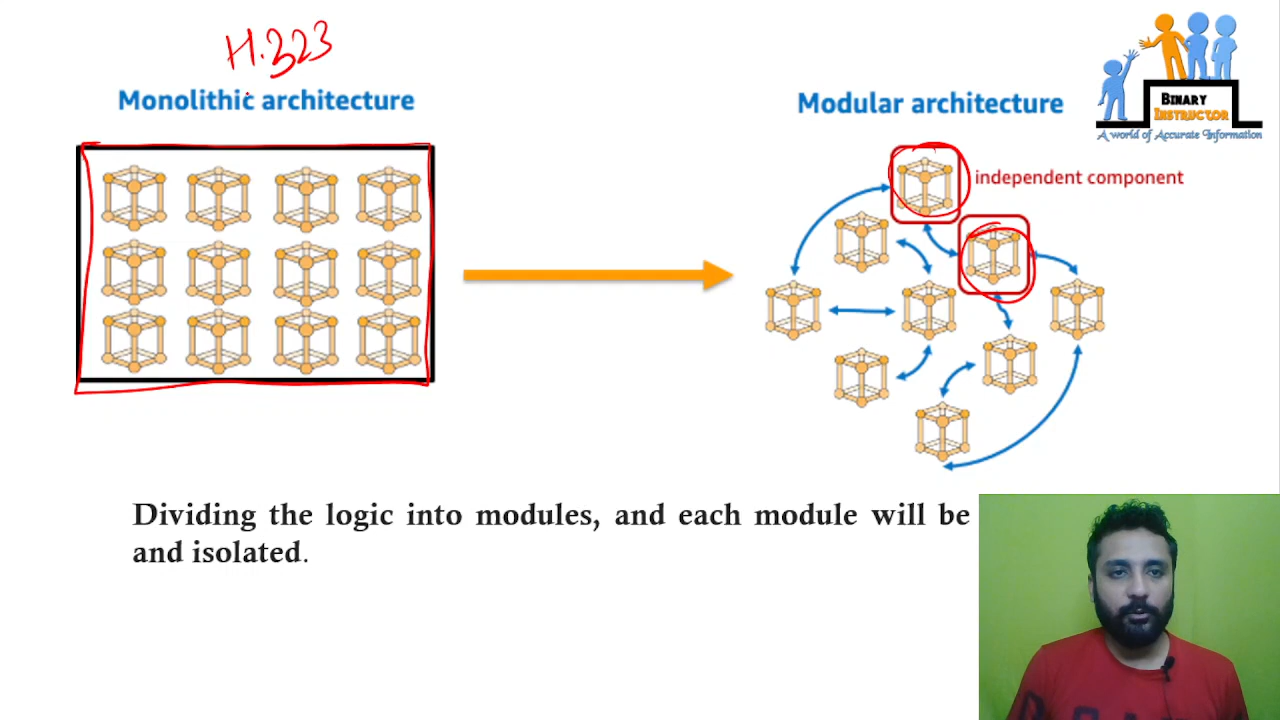 H.323
Monolithic architecture
Modular architecture
BINARY
INSTRUCTOR
A world of Accurate Information
independent component
Dividing the logic into modules, and each module will be
and isolated.